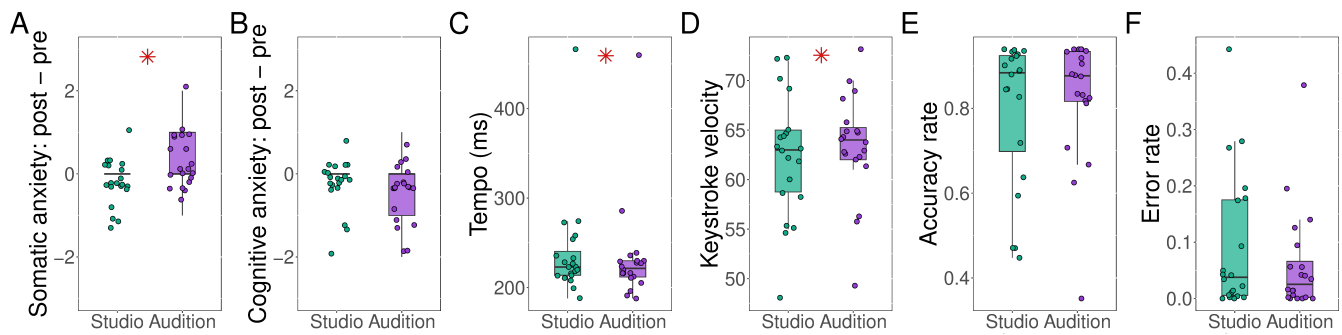 A
Somatic anxiety: post − pre
2
0
−2
Studio Audition
B
Cognitive anxiety: post − pre
2
0
−2
Studio Audition
C
Tempo (ms)
400
300
200
Studio Audition
D
Keystroke velocity
70
65
60
55
50
Studio Audition
E
Accuracy rate
0.8
0.6
0.4
Studio Audition
F
Error rate
0.4
0.3
0.2
0.1
0.0
Studio Audition